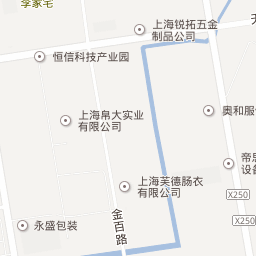 李家宅
上海锐拓五金
制品公司
恒信科技产业园
奥和服
上海帛大实业
有限公司
帝思
设备
上海芙德肠衣
有限公司
X250
金百路
X250
永盛包装